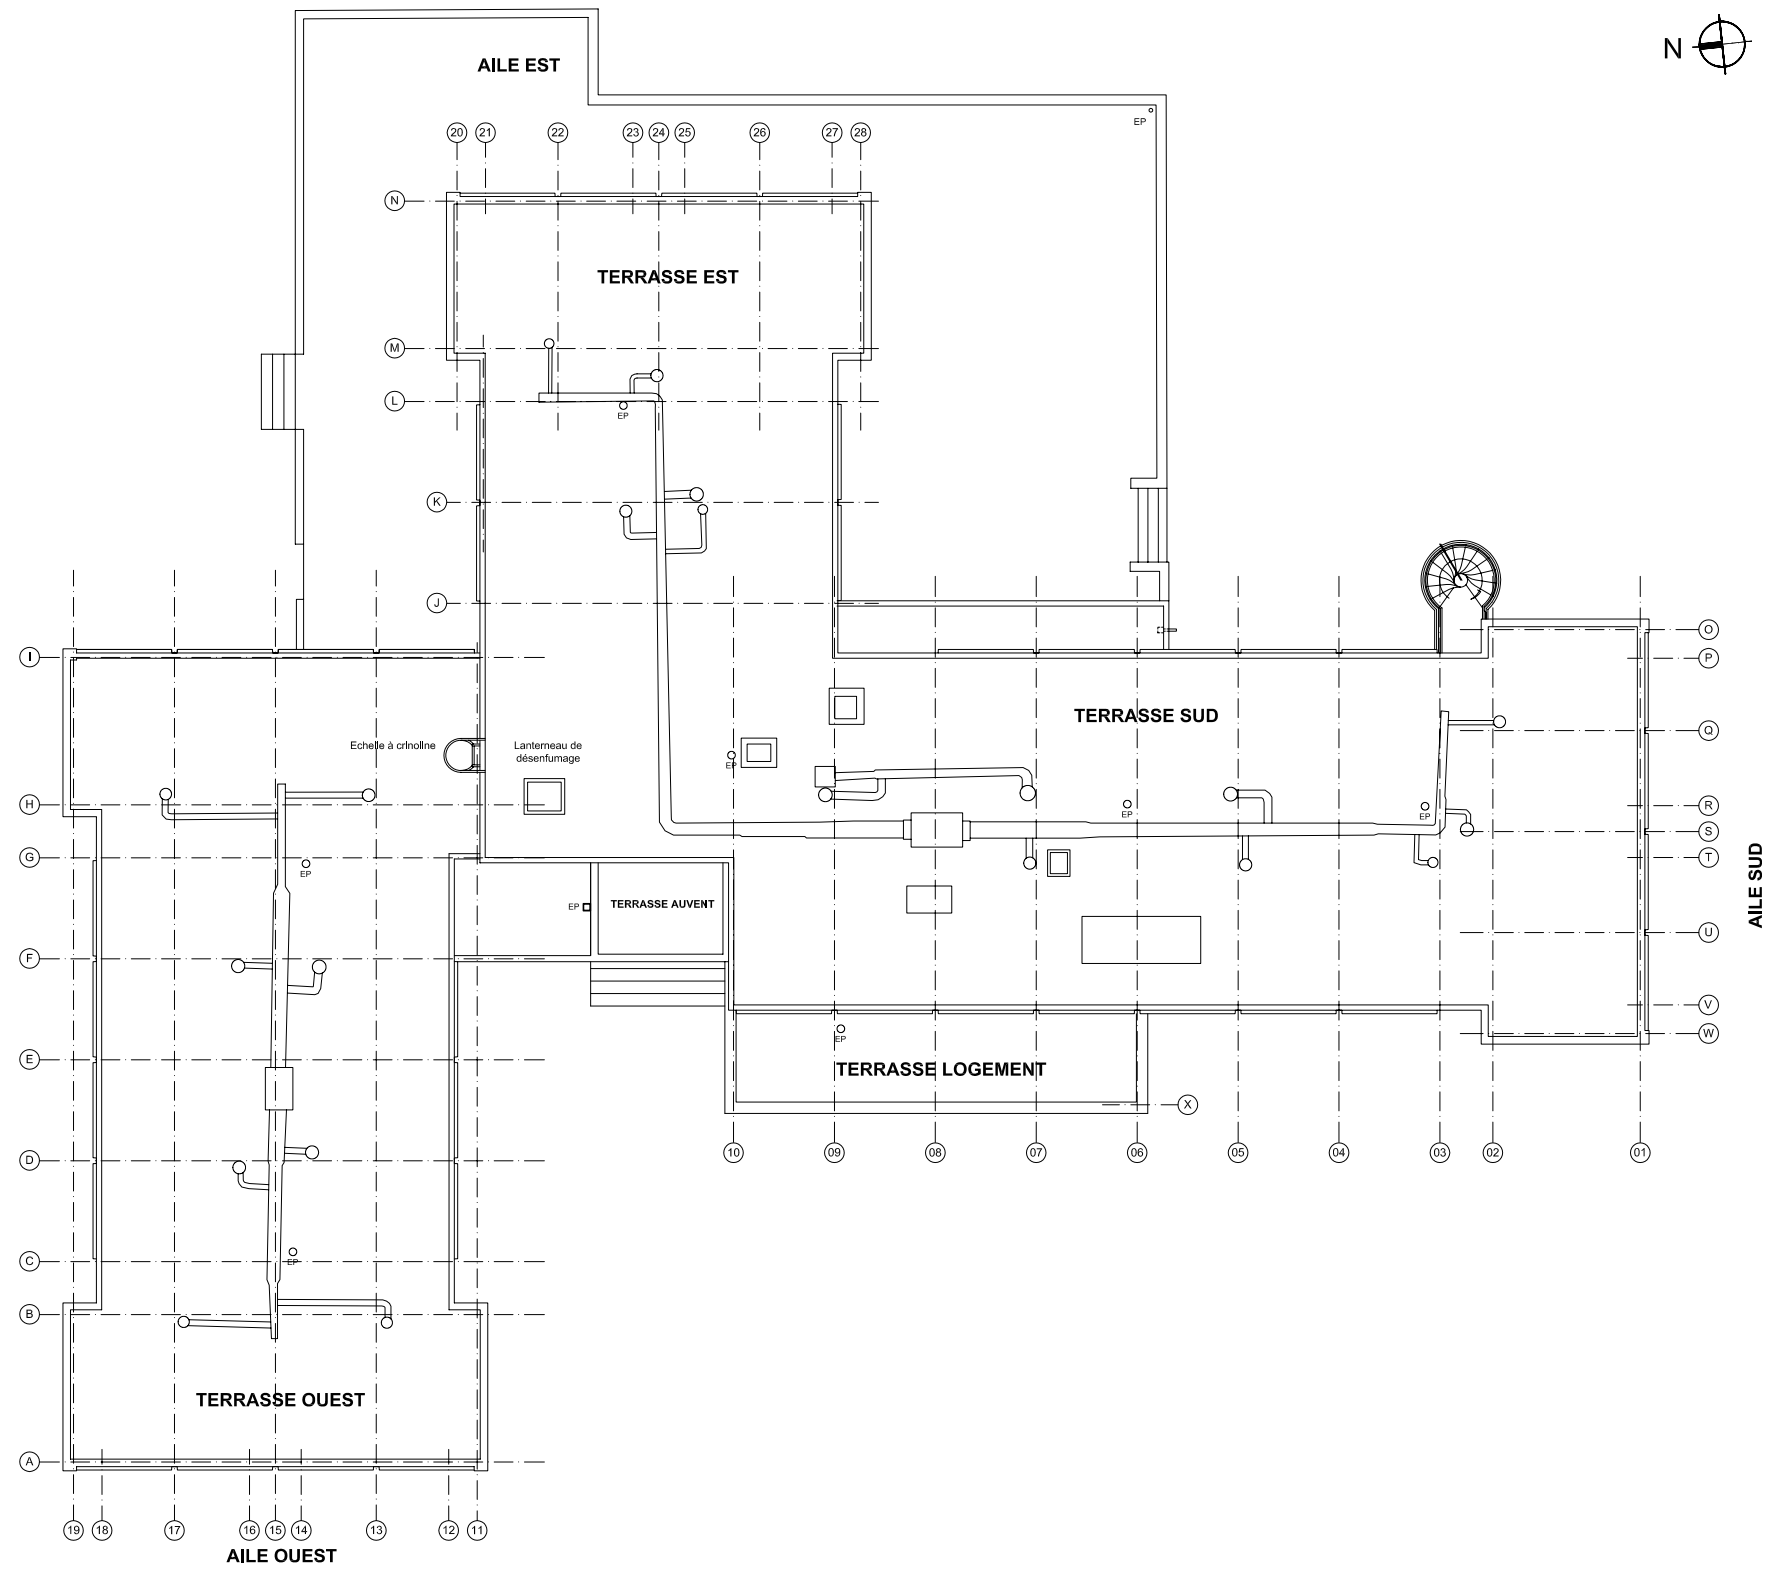 N
AILE EST
EP
20 21 22 23 24 25 26 27 28
N
TERRASSE EST
M
L
EP
K
J
O
I
P
TERRASSE SUD
Q
Echelle à crinoline
Lanterneau de
désenfumage
EP
H
R
EP
EP
S
G
T
EP
AILE SUD
EP
TERRASSE AUVENT
U
F
V
EP
W
E
TERRASSE LOGEMENT
X
D
10 09 08 07 06 05 04 03 02 01
C
EP
B
TERRASSE OUEST
A
19 18 17 16 15 14 13 12 11
AILE OUEST